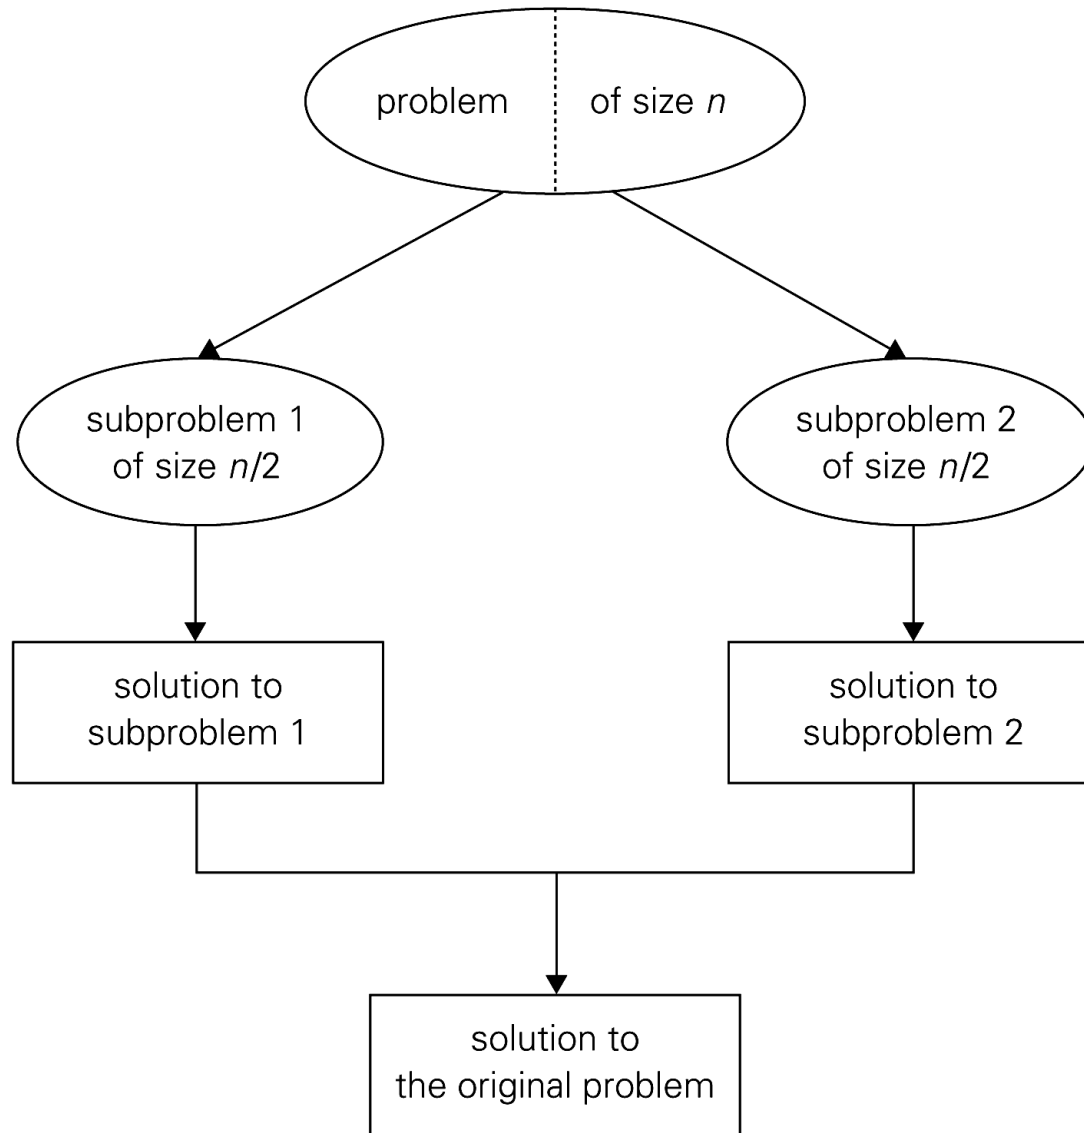 problem of size n
subproblem 1
of size n/2
subproblem 2
of size n/2
solution to
subproblem 1
solution to
subproblem 2
solution to
the original problem